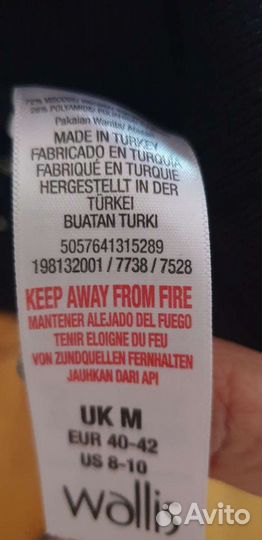 Pakaian Wanita/
MADE IN TURKEY
FABRICADO EN TURQUÍA
FABRIQUÉ EN TURQUIE
HERGESTELLT IN DER
TÜRKEI
BUATAN TURKI
5057641315289
198132001 / 7738 / 7528
KEEP AWAY FROM FIRE
MANTENER ALEJADO DEL FUEGO
TENIR ELOIGNE DU FEU
VON ZUNDQUELLEN FERNHALTEN
JAUHKAN DARI API
UK M
EUR 40-42
US 8-10
Wallis
Avito